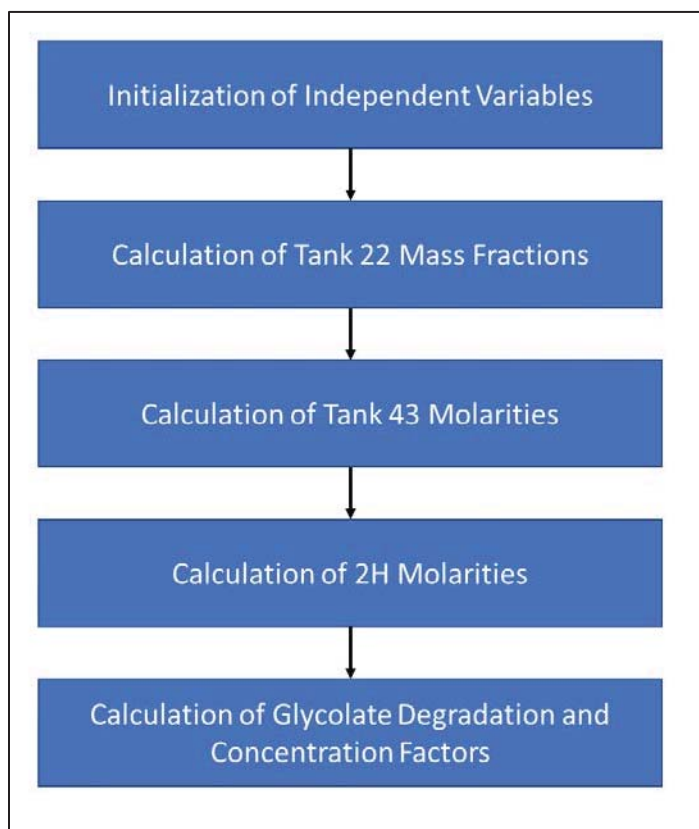 Initialization of Independent Variables
Calculation of Tank 22 Mass Fractions
Calculation of Tank 43 Molarities
Calculation of 2H Molarities
Calculation of Glycolate Degradation and
Concentration Factors